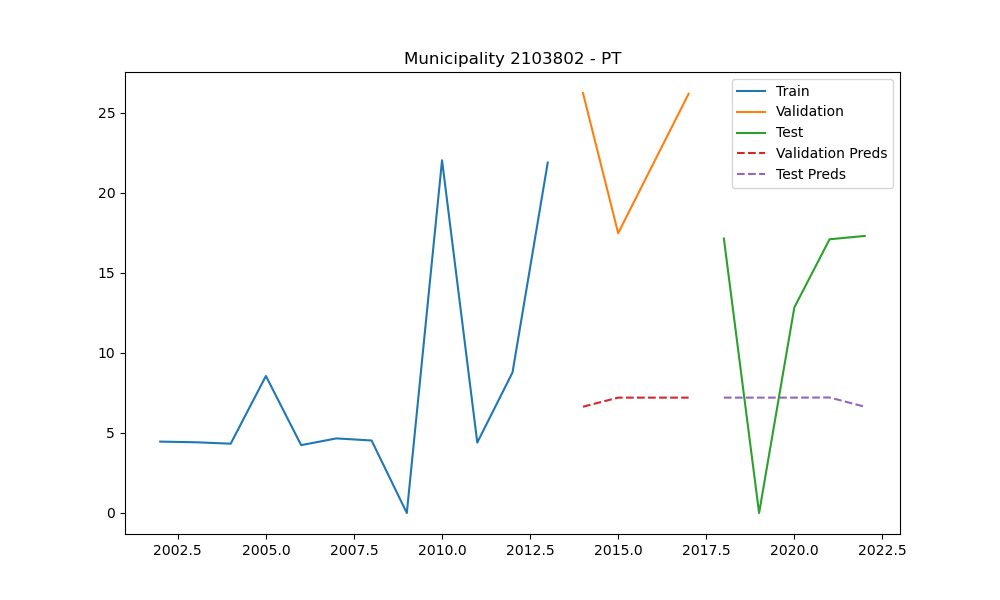 Municipality 2103802 - PT
Train
Validation
Test
Validation Preds
Test Preds
25
20
15
10
5
0
2002.5 2005.0 2007.5 2010.0 2012.5 2015.0 2017.5 2020.0 2022.5